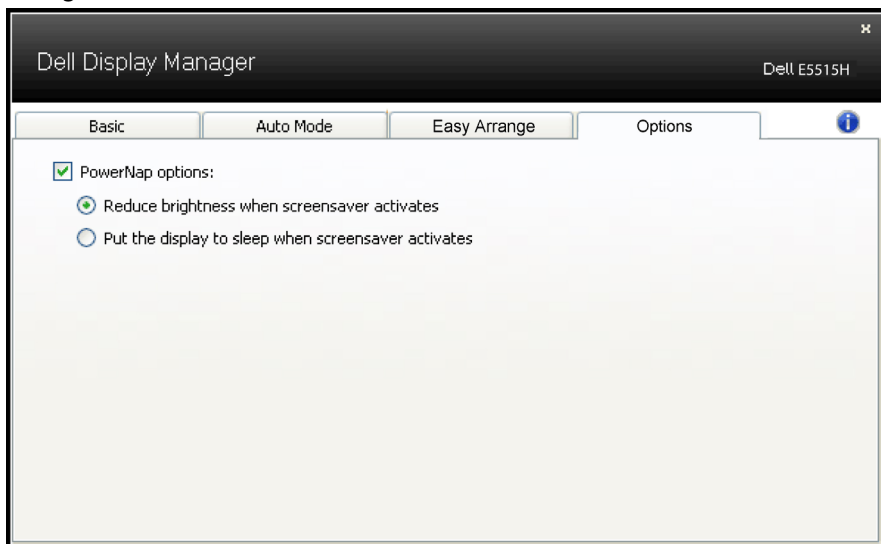 Dell Display Manager
Dell E5515H
Basic Auto Mode Easy Arrange Options
PowerNap options:
Reduce brightness when screensaver activates
Put the display to sleep when screensaver activates